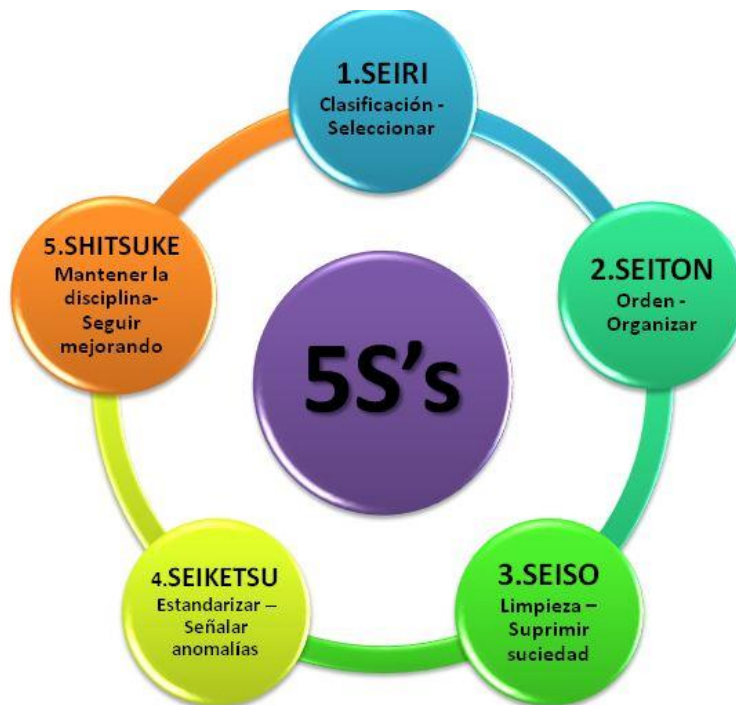 1.SEIRI
Clasificación -
Seleccionar
2.SEITON
Orden -
Organizar
3.SEISO
Limpieza –
Suprimir
suciedad
4.SEIKETSU
Estandarizar –
Señalar
anomalías
5.SHITSUKE
Mantener la
disciplina-
Seguir
mejorando
5S’s